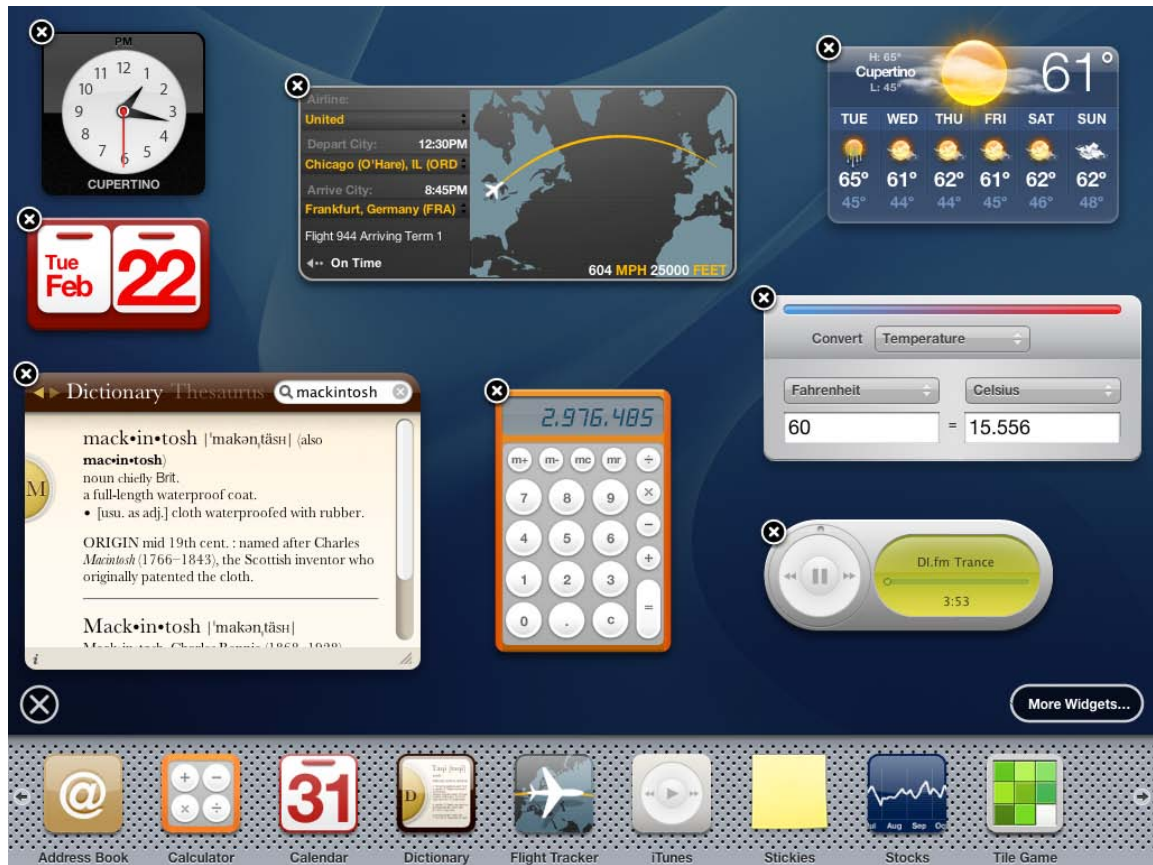 PM
11 12 1
10 2
9 3
8 4
7 6 5
CUPERTINO
Airline:
United
Depart City: 12:30PM
Chicago (O'Hare), IL (ORD
Arrive City: 8:45PM
Frankfurt, Germany (FRA)
Flight 944 Arriving Term 1
On Time
604 MPH 25000 FEET
H: 65°
Cupertino
L: 45°
61°
TUE WED THU FRI SAT SUN
65° 61° 62° 61° 62° 62°
45° 44° 44° 45° 46° 48°
Tue
Feb
22
Convert Temperature
Fahrenheit Celsius
60 = 15.556
Dictionary Thesaurus mackintosh
M
mack•in•tosh |ˈmakənˌtäsʜ| (also
mac•in•tosh)
noun chiefly Brit.
a full-length waterproof coat.
• [usu. as adj.] cloth waterproofed with rubber.
ORIGIN mid 19th cent. : named after Charles
Macintosh (1766–1843), the Scottish inventor who
originally patented the cloth.
Mack•in•tosh |ˈmakənˌtäsʜ|
i
2,976,485
m+ m- mc mr ÷
7 8 9 ×
4 5 6 −
+
1 2 3
0 . c =
DI.fm Trance
3:53
More Widgets...
@
+ −
× ÷
31
D
Aug Sep
Address Book Calculator Calendar Dictionary Flight Tracker iTunes Stickies Stocks Tile Game